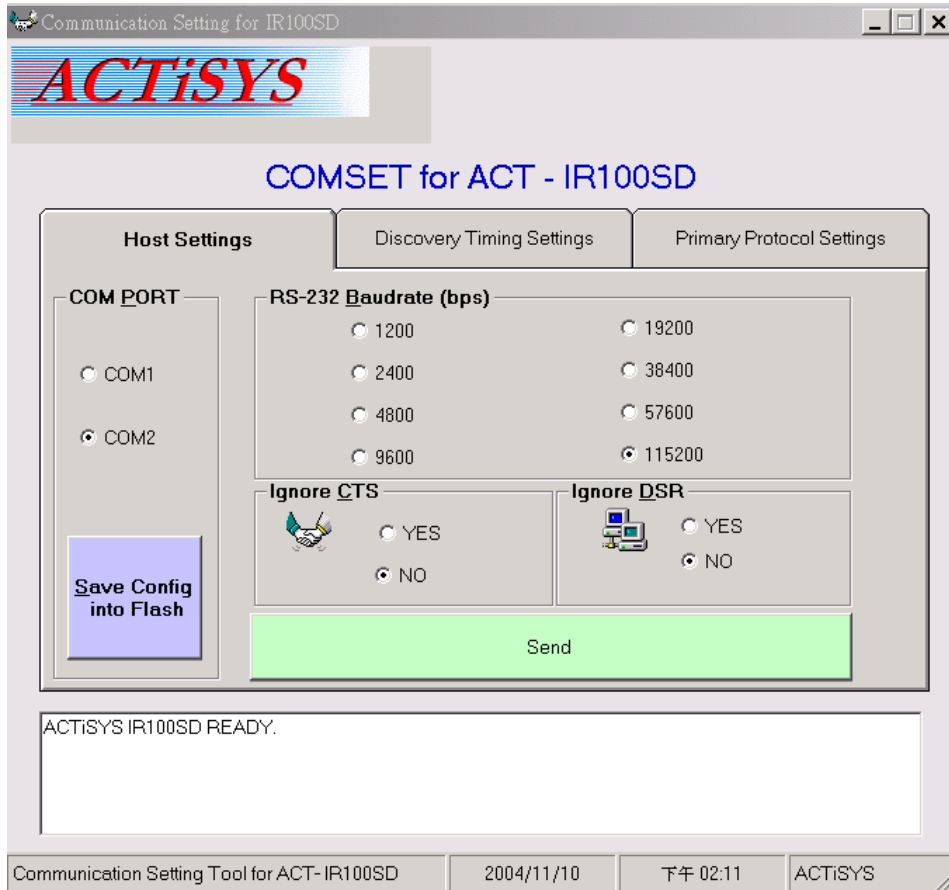 Communication Setting for IR100SD
ACTiSYS
COMSET for ACT - IR100SD
Host Settings
Discovery Timing Settings
Primary Protocol Settings
COM PORT
COM1
COM2
Save Config
into Flash
RS-232 Baudrate (bps)
1200
2400
4800
9600
19200
38400
57600
115200
Ignore CTS
YES
NO
Ignore DSR
YES
NO
Send
ACTiSYS IR100SD READY.
Communication Setting Tool for ACT-IR100SD
2004/11/10
下午 02:11
ACTiSYS